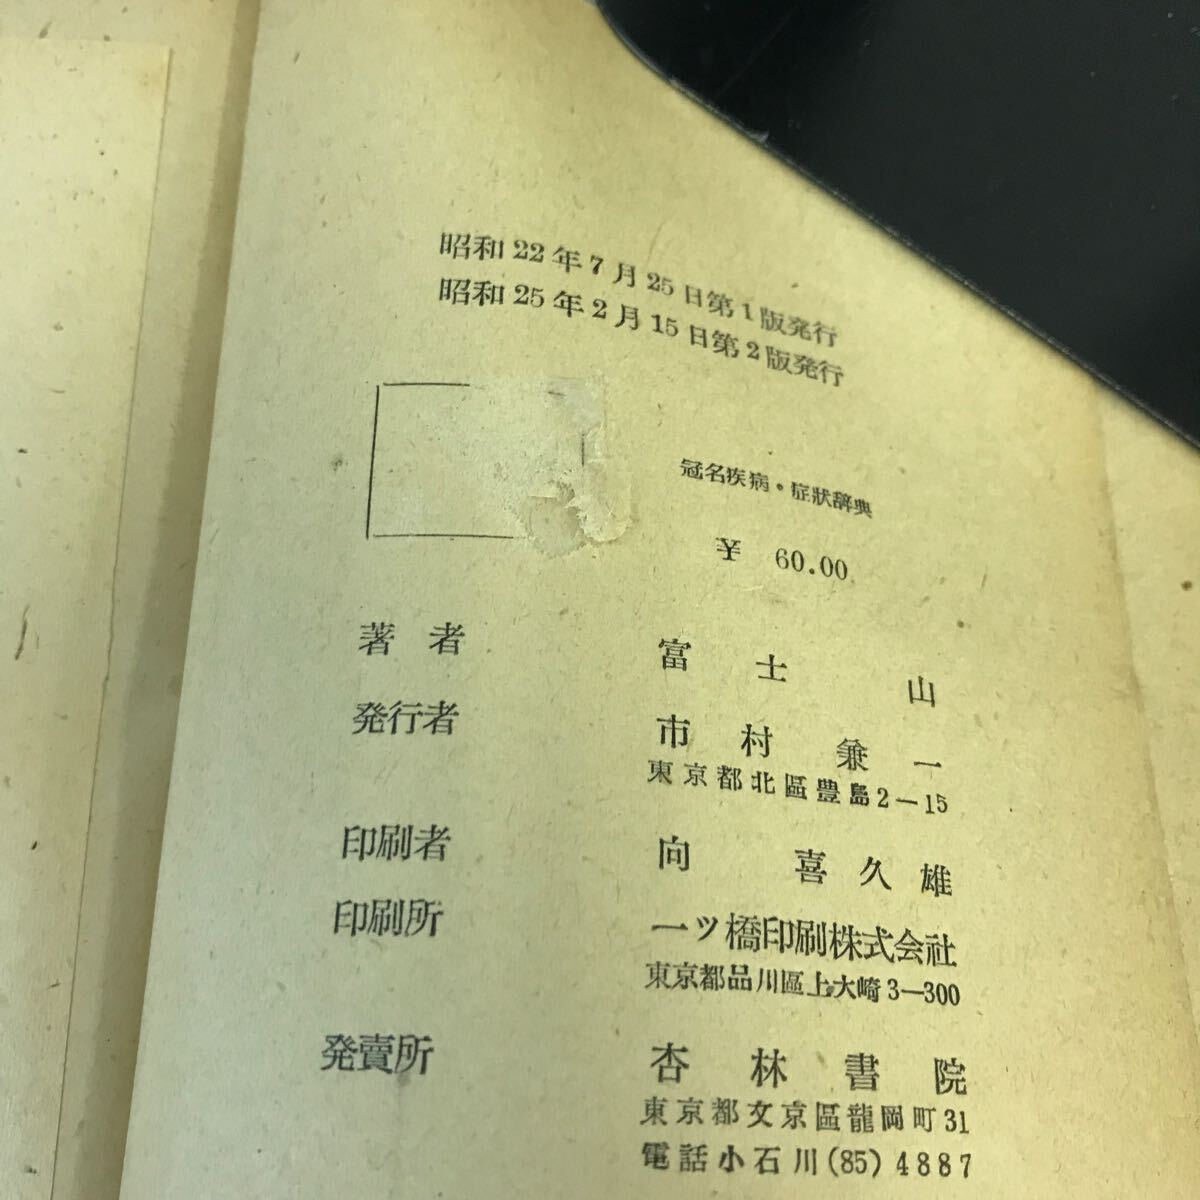 昭和22年7月25日第1版発行
昭和25年2月15日第2版発行
冠名疾病・症狀辞典
¥ 60.00
著者 富士山
発行者 市村兼一
東京都北區豊島2―15
印刷者 向喜久雄
印刷所 一ツ橋印刷株式会社
東京都品川區上大崎3―300
発賣所 杏林書院
東京都文京區龍岡町31
電話小石川(85)4887